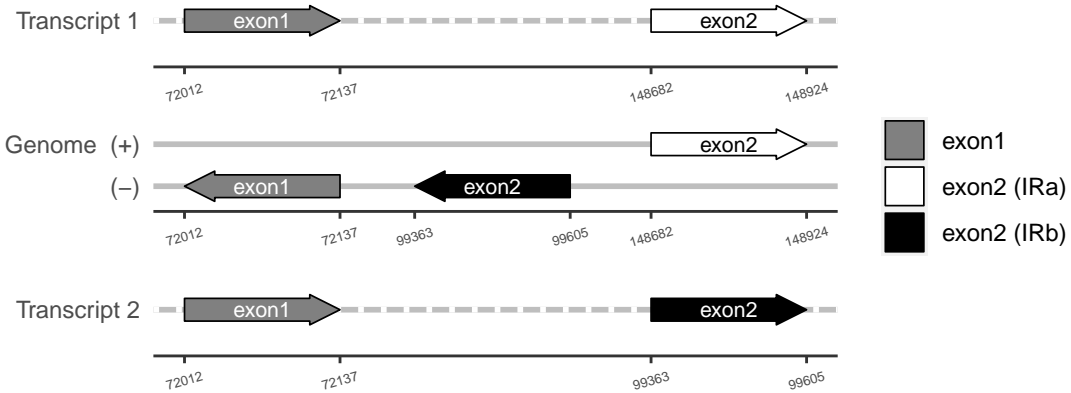 Transcript 1 exon1 exon2
72012 72137 148682 148924
Genome (+) exon2
(−) exon1 exon2
72012 72137 99363 99605 148682 148924
exon1
exon2 (IRa)
exon2 (IRb)
Transcript 2 exon1 exon2
72012 72137 99363 99605